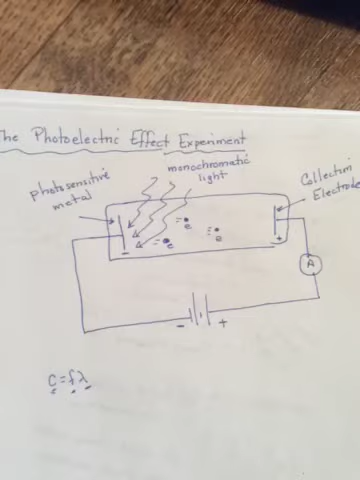 The Photoelectric Effect Experiment
monochromatic
light
photosensitive
metal
Collection
Electrode
e
e
e
-
+
A
- +
c = fλ